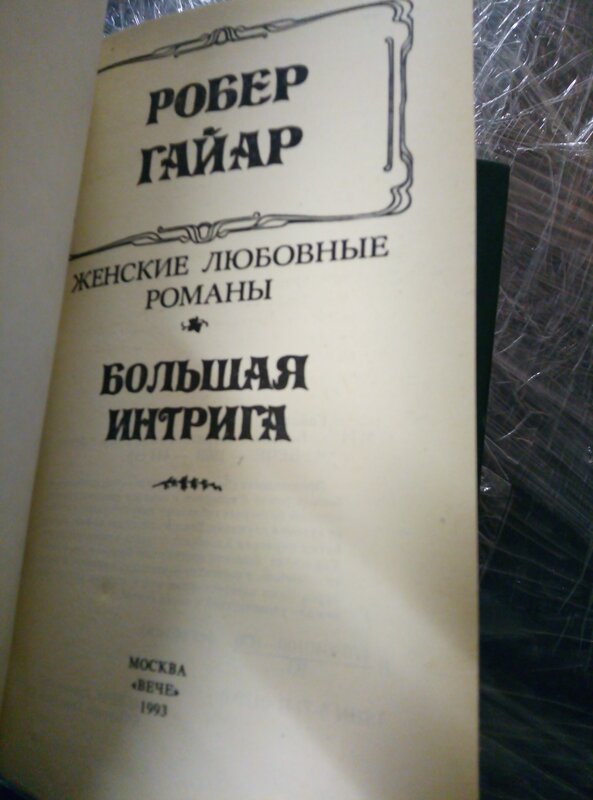 РОБЕР
ГАЙАР
ЖЕНСКИЕ ЛЮБОВНЫЕ
РОМАНЫ
БОЛЬШАЯ
ИНТРИГА
МОСКВА
«ВЕЧЕ»
1993